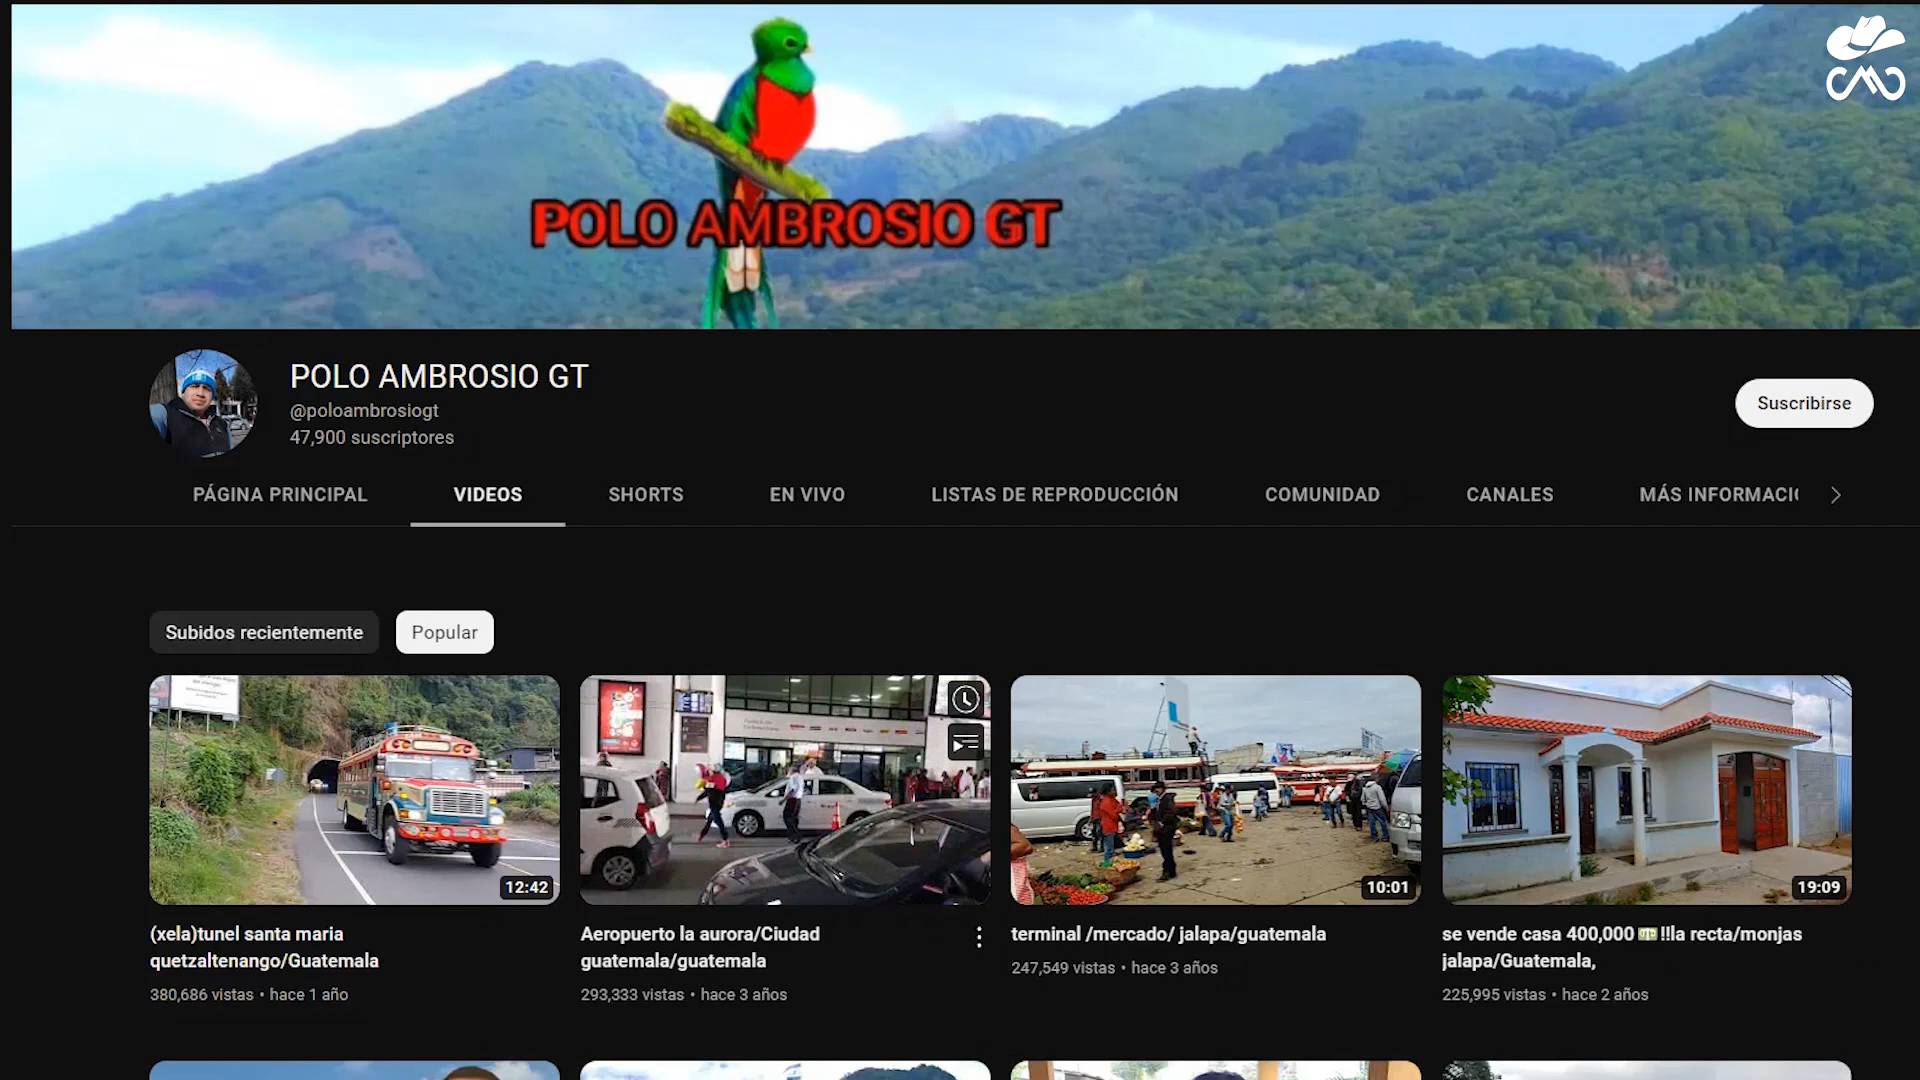 POLO AMBROSIO GT
POLO AMBROSIO GT
@poloambrosiogt
47,900 suscriptores
Suscribirse
PÁGINA PRINCIPAL
VIDEOS
SHORTS
EN VIVO
LISTAS DE REPRODUCCIÓN
COMUNIDAD
CANALES
MÁS INFORMACI
Subidos recientemente
Popular
12:42
10:01
19:09
(xela)tunel santa maria
quetzaltenango/Guatemala
380,686 vistas • hace 1 año
Aeropuerto la aurora/Ciudad
guatemala/guatemala
293,333 vistas • hace 3 años
terminal /mercado/ jalapa/guatemala
247,549 vistas • hace 3 años
se vende casa 400,000💵!!la recta/monjas
jalapa/Guatemala,
225,995 vistas • hace 2 años